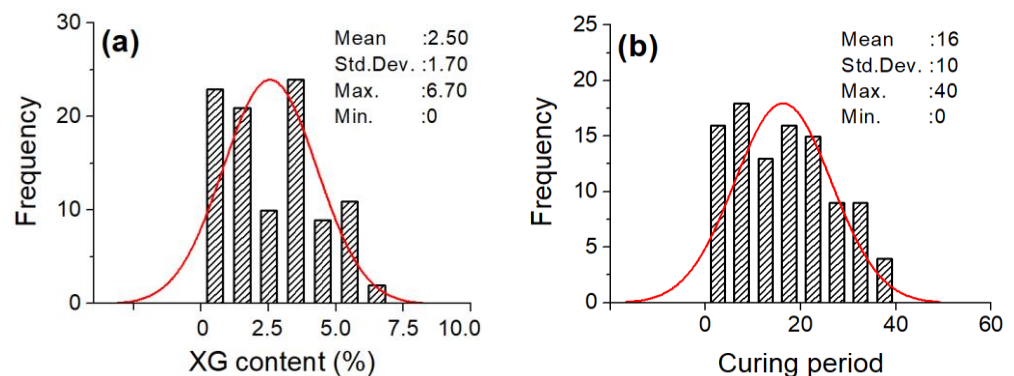 (a)
Mean :2.50
Std.Dev. :1.70
Max. :6.70
Min. :0
Frequency
30
20
10
0
0 2.5 5.0 7.5 10.0
XG content (%)
(b)
Mean :16
Std.Dev. :10
Max. :40
Min. :0
Frequency
25
20
15
10
5
0
0 20 40 60
Curing period